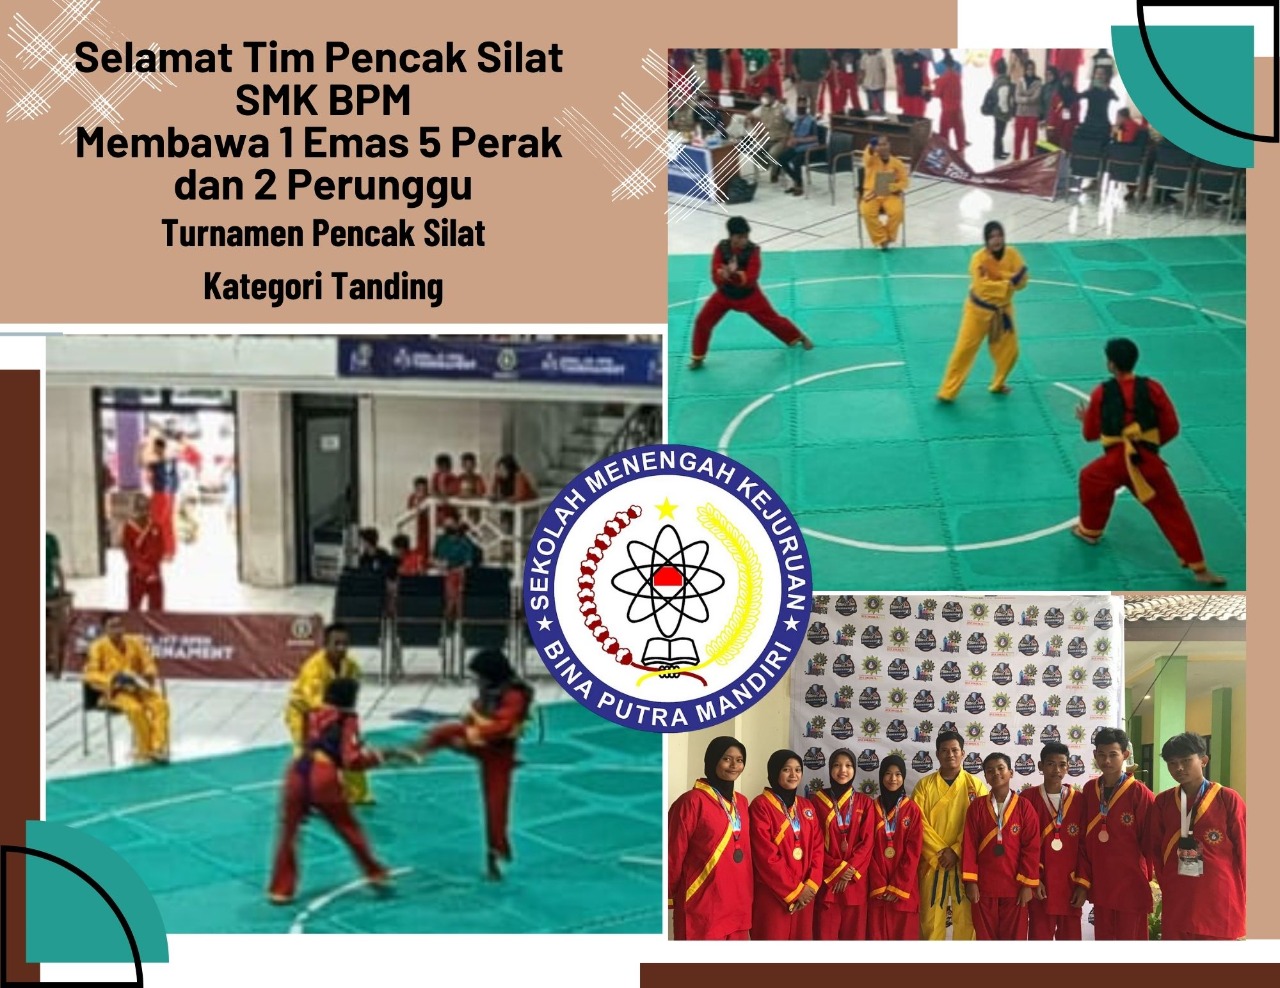 Selamat Tim Pencak Silat
SMK BPM
Membawa 1 Emas 5 Perak
dan 2 Perunggu
Turnamen Pencak Silat
Kategori Tanding
SEKOLAH MENENGAH KEJURUAN
★ BINA PUTRA MANDIRI ★